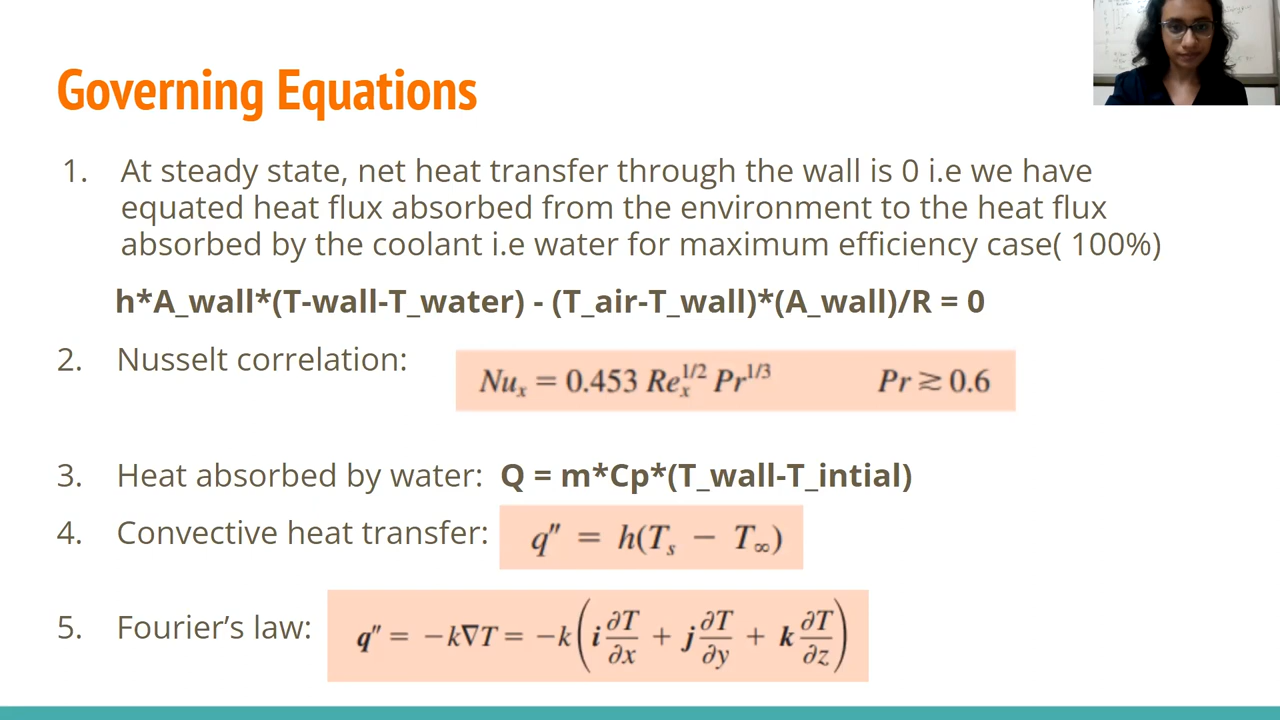 Governing Equations
1. At steady state, net heat transfer through the wall is 0 i.e we have
equated heat flux absorbed from the environment to the heat flux
absorbed by the coolant i.e water for maximum efficiency case( 100%)
h*A_wall*(T-wall-T_water) - (T_air-T_wall)*(A_wall)/R = 0
2. Nusselt correlation: Nu_x = 0.453 Re_x^{1/2} Pr^{1/3} Pr ≳ 0.6
3. Heat absorbed by water: Q = m*Cp*(T_wall-T_intial)
4. Convective heat transfer: q″ = h(T_s − T_∞)
5. Fourier’s law: q″ = −k∇T = −k(i ∂T/∂x + j ∂T/∂y + k ∂T/∂z)